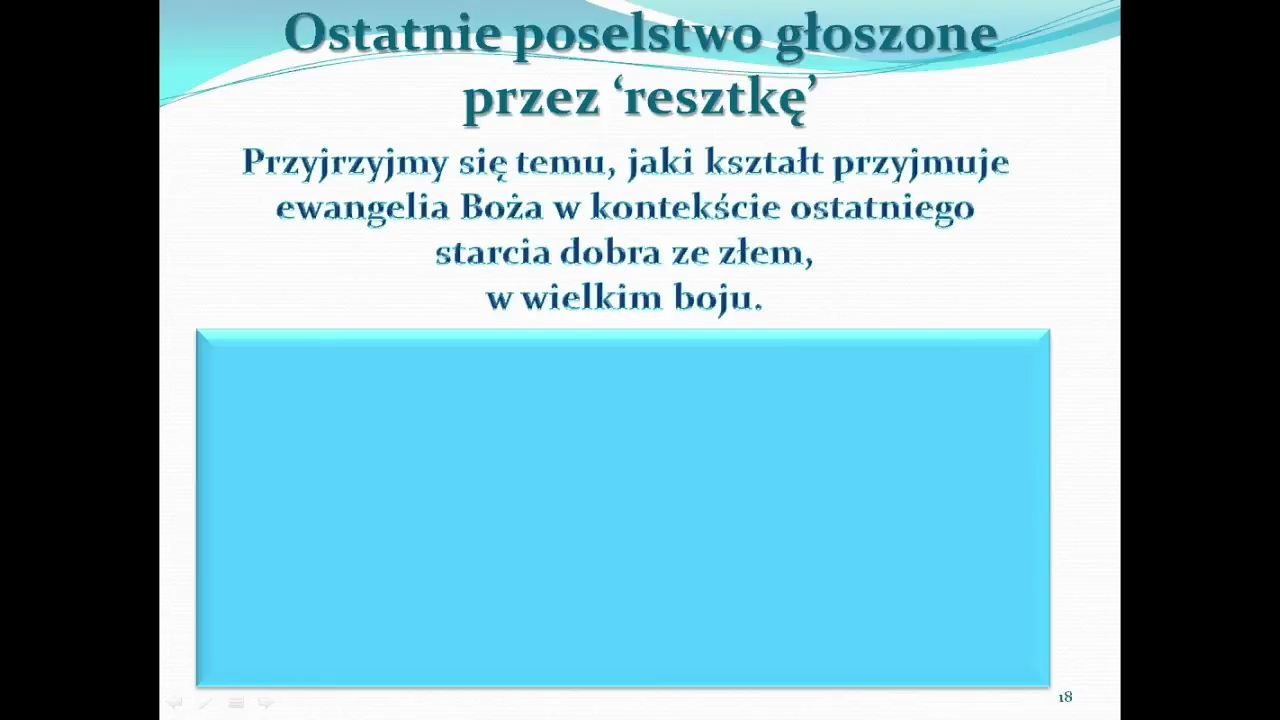 Ostatnie poselstwo głoszone
przez ‘resztkę’
Przyjrzyjmy się temu, jaki kształt przyjmuje
ewangelia Boża w kontekście ostatniego
starcia dobra ze złem,
w wielkim boju.
18